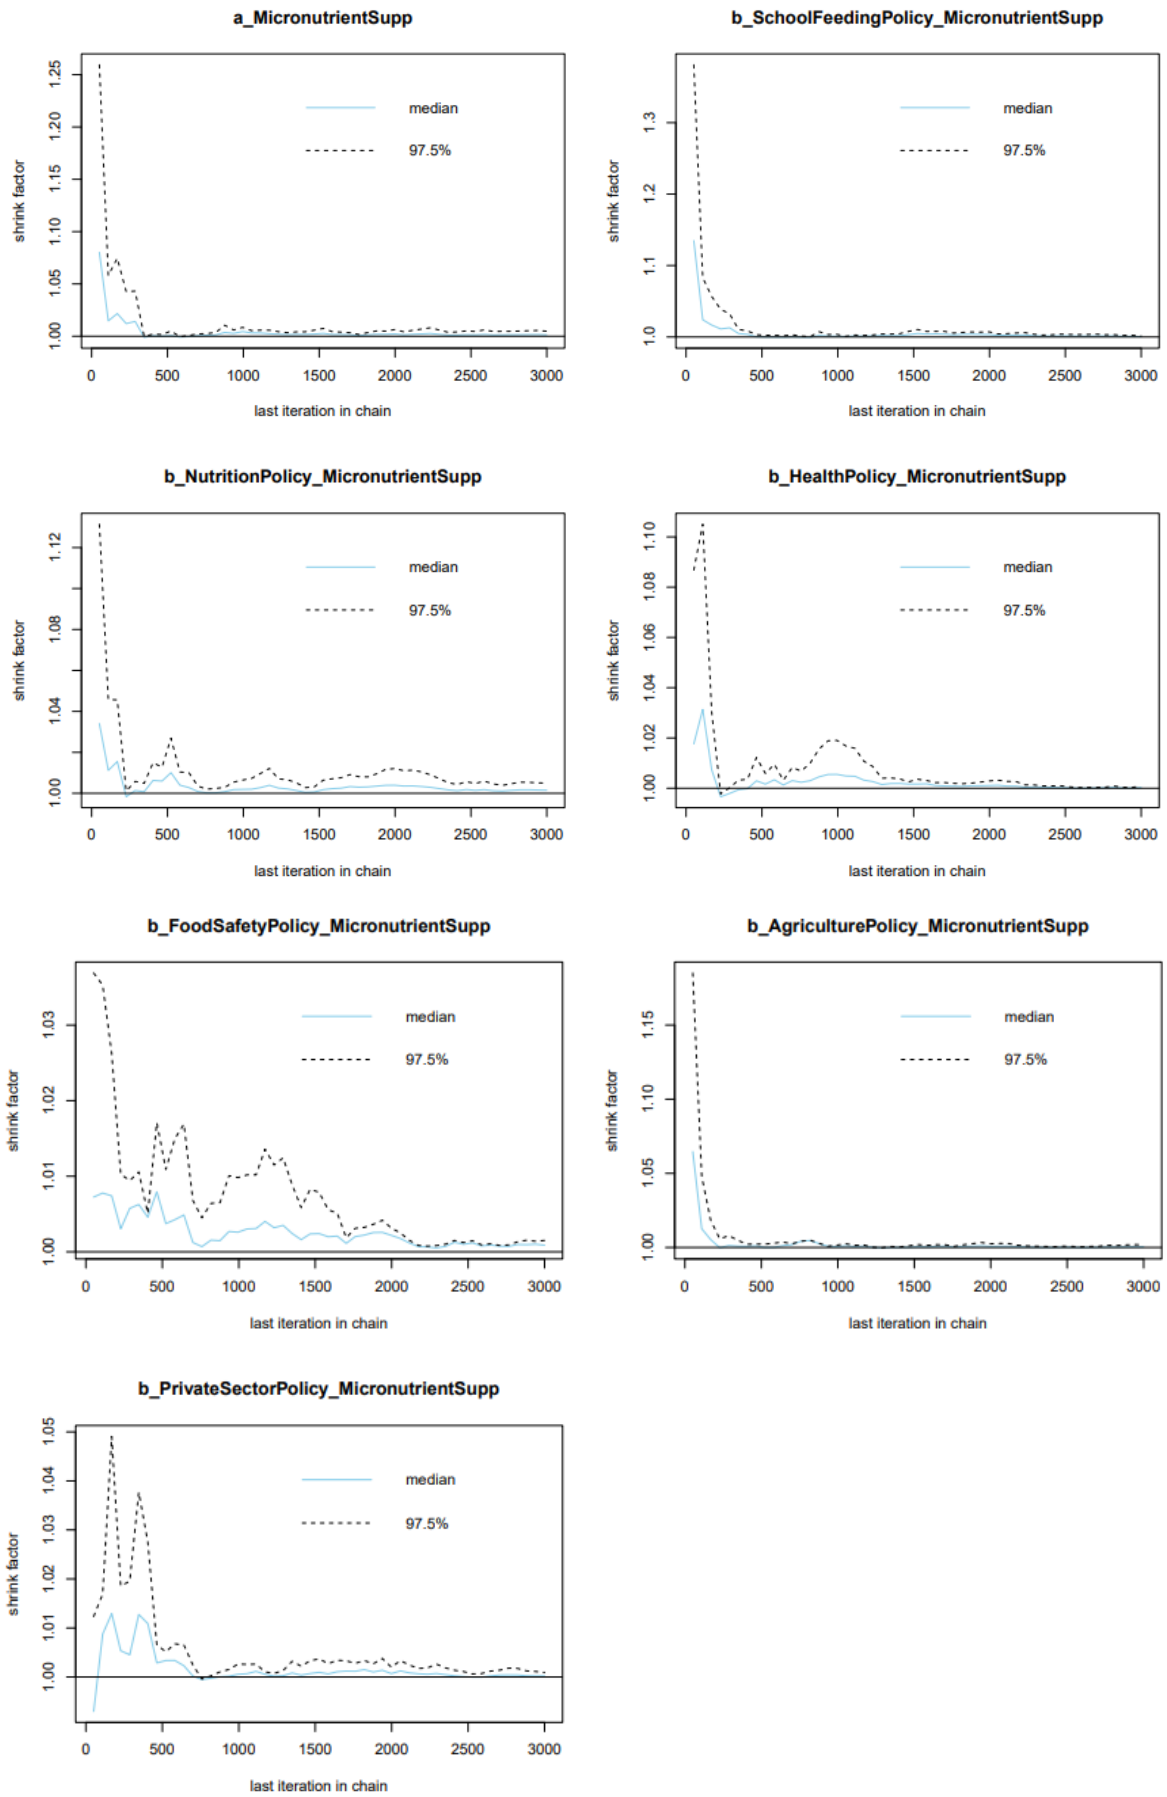 a_MicronutrientSupp
shrink factor
1.00 1.05 1.10 1.15 1.20 1.25
median
97.5%
0 500 1000 1500 2000 2500 3000
last iteration in chain
b_SchoolFeedingPolicy_MicronutrientSupp
shrink factor
1.0 1.1 1.2 1.3
median
97.5%
0 500 1000 1500 2000 2500 3000
last iteration in chain
b_NutritionPolicy_MicronutrientSupp
shrink factor
1.00 1.04 1.08 1.12
median
97.5%
0 500 1000 1500 2000 2500 3000
last iteration in chain
b_HealthPolicy_MicronutrientSupp
shrink factor
1.00 1.02 1.04 1.06 1.08 1.10
median
97.5%
0 500 1000 1500 2000 2500 3000
last iteration in chain
b_FoodSafetyPolicy_MicronutrientSupp
shrink factor
1.00 1.01 1.02 1.03
median
97.5%
0 500 1000 1500 2000 2500 3000
last iteration in chain
b_AgriculturePolicy_MicronutrientSupp
shrink factor
1.00 1.05 1.10 1.15
median
97.5%
0 500 1000 1500 2000 2500 3000
last iteration in chain
b_PrivateSectorPolicy_MicronutrientSupp
shrink factor
1.00 1.01 1.02 1.03 1.04 1.05
median
97.5%
0 500 1000 1500 2000 2500 3000
last iteration in chain